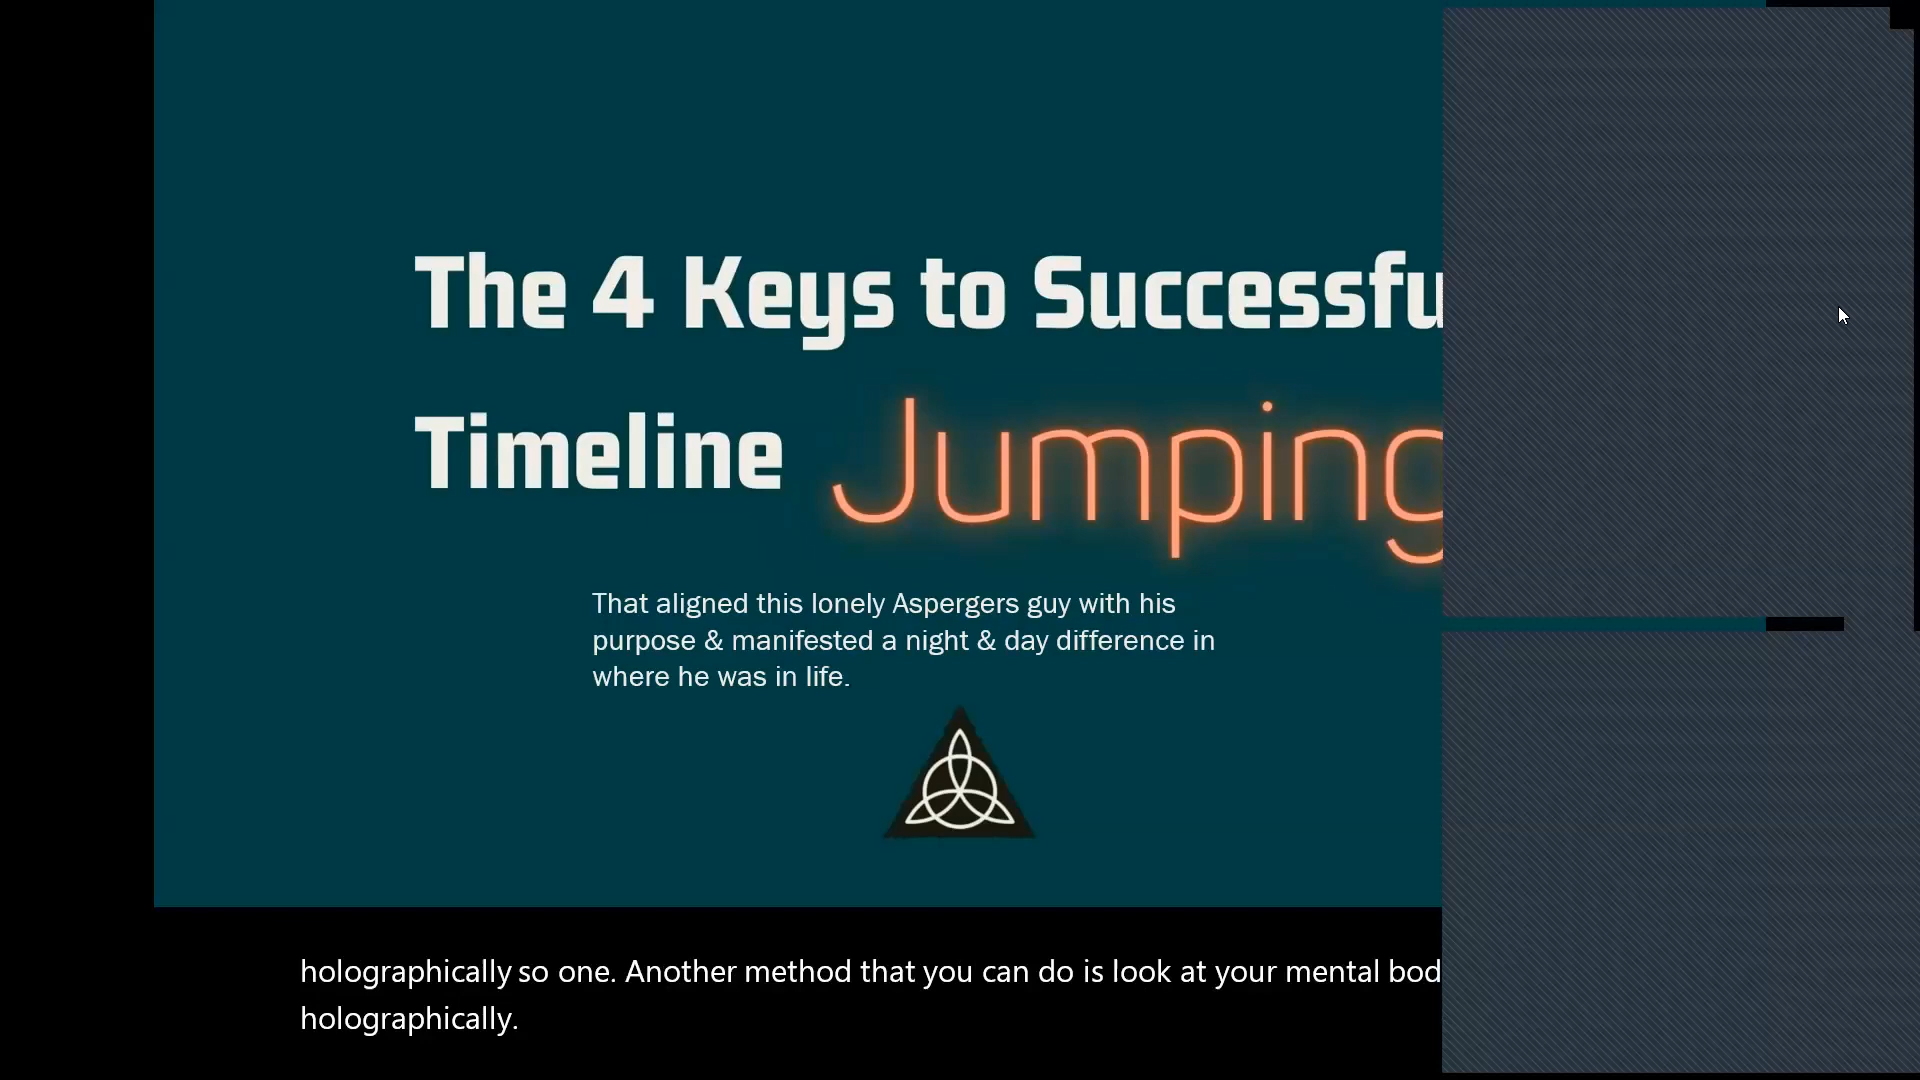 The 4 Keys to Successfu
Timeline Jumping
That aligned this lonely Aspergers guy with his
purpose & manifested a night & day difference in
where he was in life.
holographically so one. Another method that you can do is look at your mental bod
holographically.